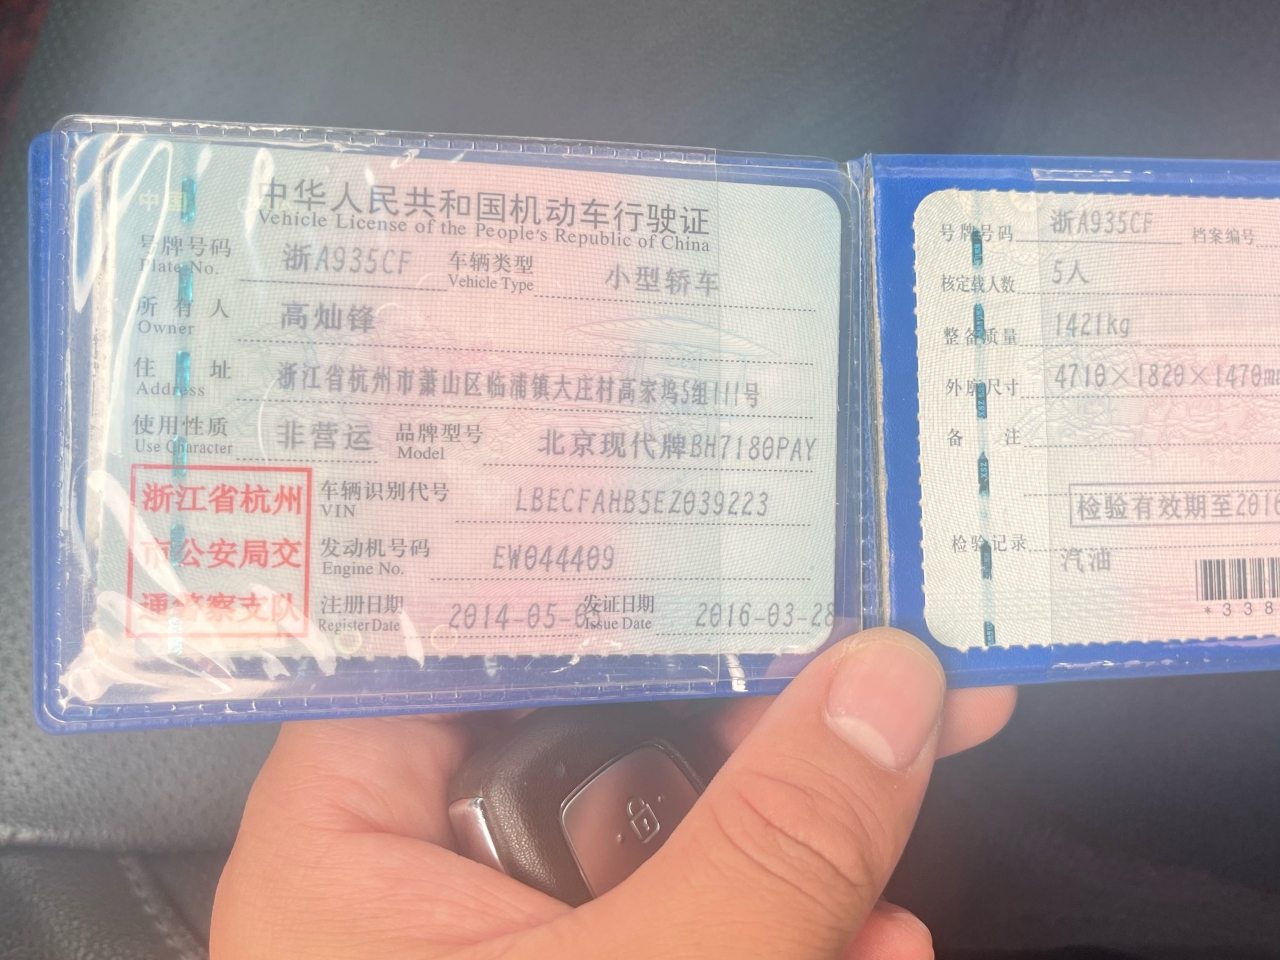 中国
中华人民共和国机动车行驶证
Vehicle License of the People's Republic of China
号牌号码 浙A935CF 车辆类型 小型轿车
Plate No. Vehicle Type
所有人 高灿锋
Owner
住址 浙江省杭州市萧山区临浦镇大庄村高家坞5组111号
Address
使用性质 非营运 品牌型号 北京现代牌BH7180PAY
Use Character Model
浙江省杭州
市公安局交
通警察支队
车辆识别代号 LBECFAHB5EZ039223
VIN
发动机号码 EW044409
Engine No.
注册日期 2014-05-05 发证日期 2016-03-28
Register Date Issue Date
号牌号码 浙A935CF 档案编号
核定载人数 5人
整备质量 1421kg
外廓尺寸 4710×1820×1470mm
备注
检验有效期至2016
检验记录
汽油
*338